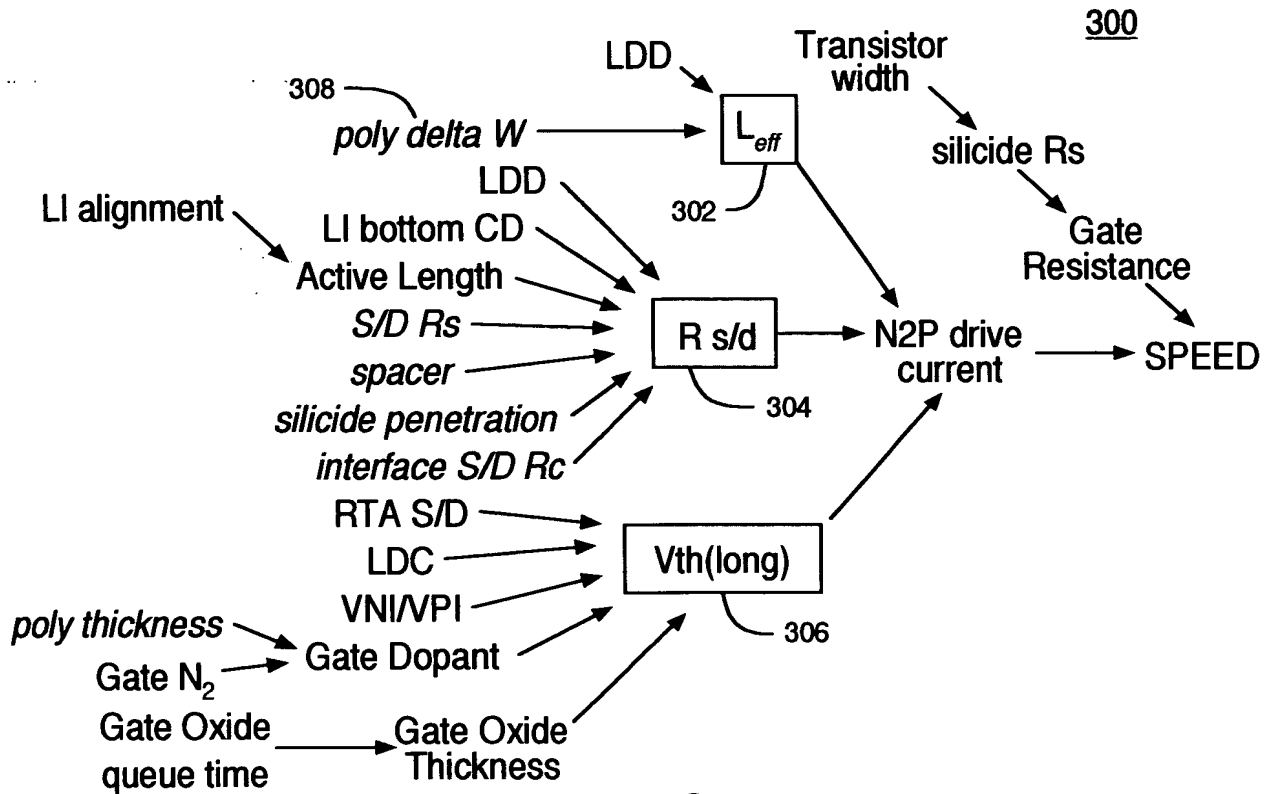 300
LDD
Transistor
width
308
poly delta W
L_eff
silicide Rs
302
LDD
LI alignment
LI bottom CD
Gate
Resistance
Active Length
S/D Rs
R s/d
N2P drive
current
SPEED
spacer
304
silicide penetration
interface S/D Rc
RTA S/D
LDC
Vth(long)
VNI/VPI
306
poly thickness
Gate Dopant
Gate N₂
Gate Oxide
queue time
Gate Oxide
Thickness